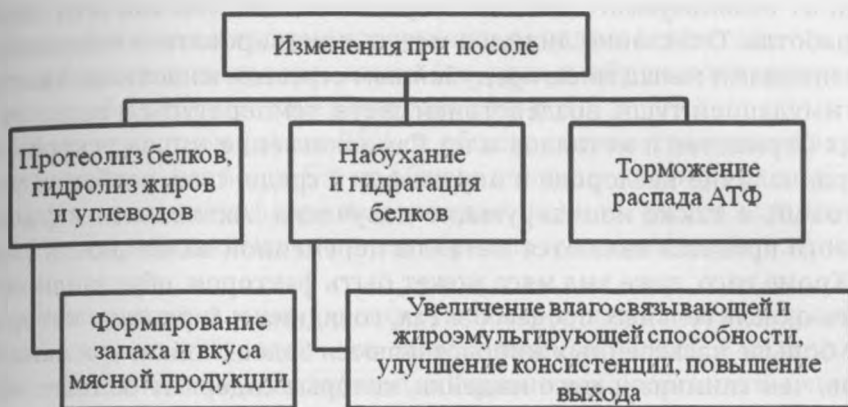 Изменения при посоле
Протеолиз белков,
гидролиз жиров
и углеводов
Набухание
и гидратация
белков
Торможение
распада АТФ
Формирование
запаха и вкуса
мясной продукции
Увеличение влагосвязывающей и
жироэмультирующей способности,
улучшение консистенции, повышение
выхода